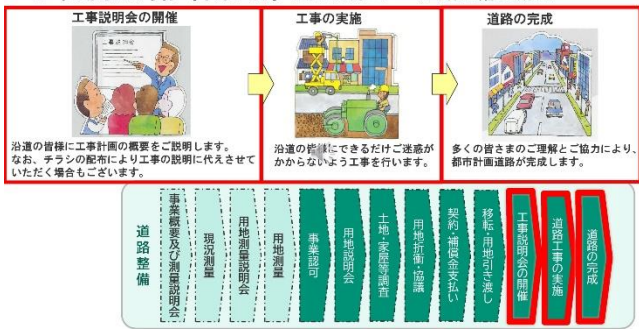 工事説明会の開催
工事の実施
道路の完成
工事説明会
沿道の皆様に工事計画の概要をご説明します。
なお、チラシの配布により工事の説明に代えさせて
いただく場合もございます。
沿道の皆様にできるだけご迷惑が
かからないよう工事を行います。
多くの皆さまのご理解とご協力により、
都市計画道路が完成します。
道路整備
事業概要及び測量説明会
現況測量
用地測量説明会
用地測量
事業認可
用地説明会
土地・家屋等調査
用地折衝・協議
契約・補償金支払い
移転・用地引き渡し
工事説明会の開催
道路工事の実施
道路の完成